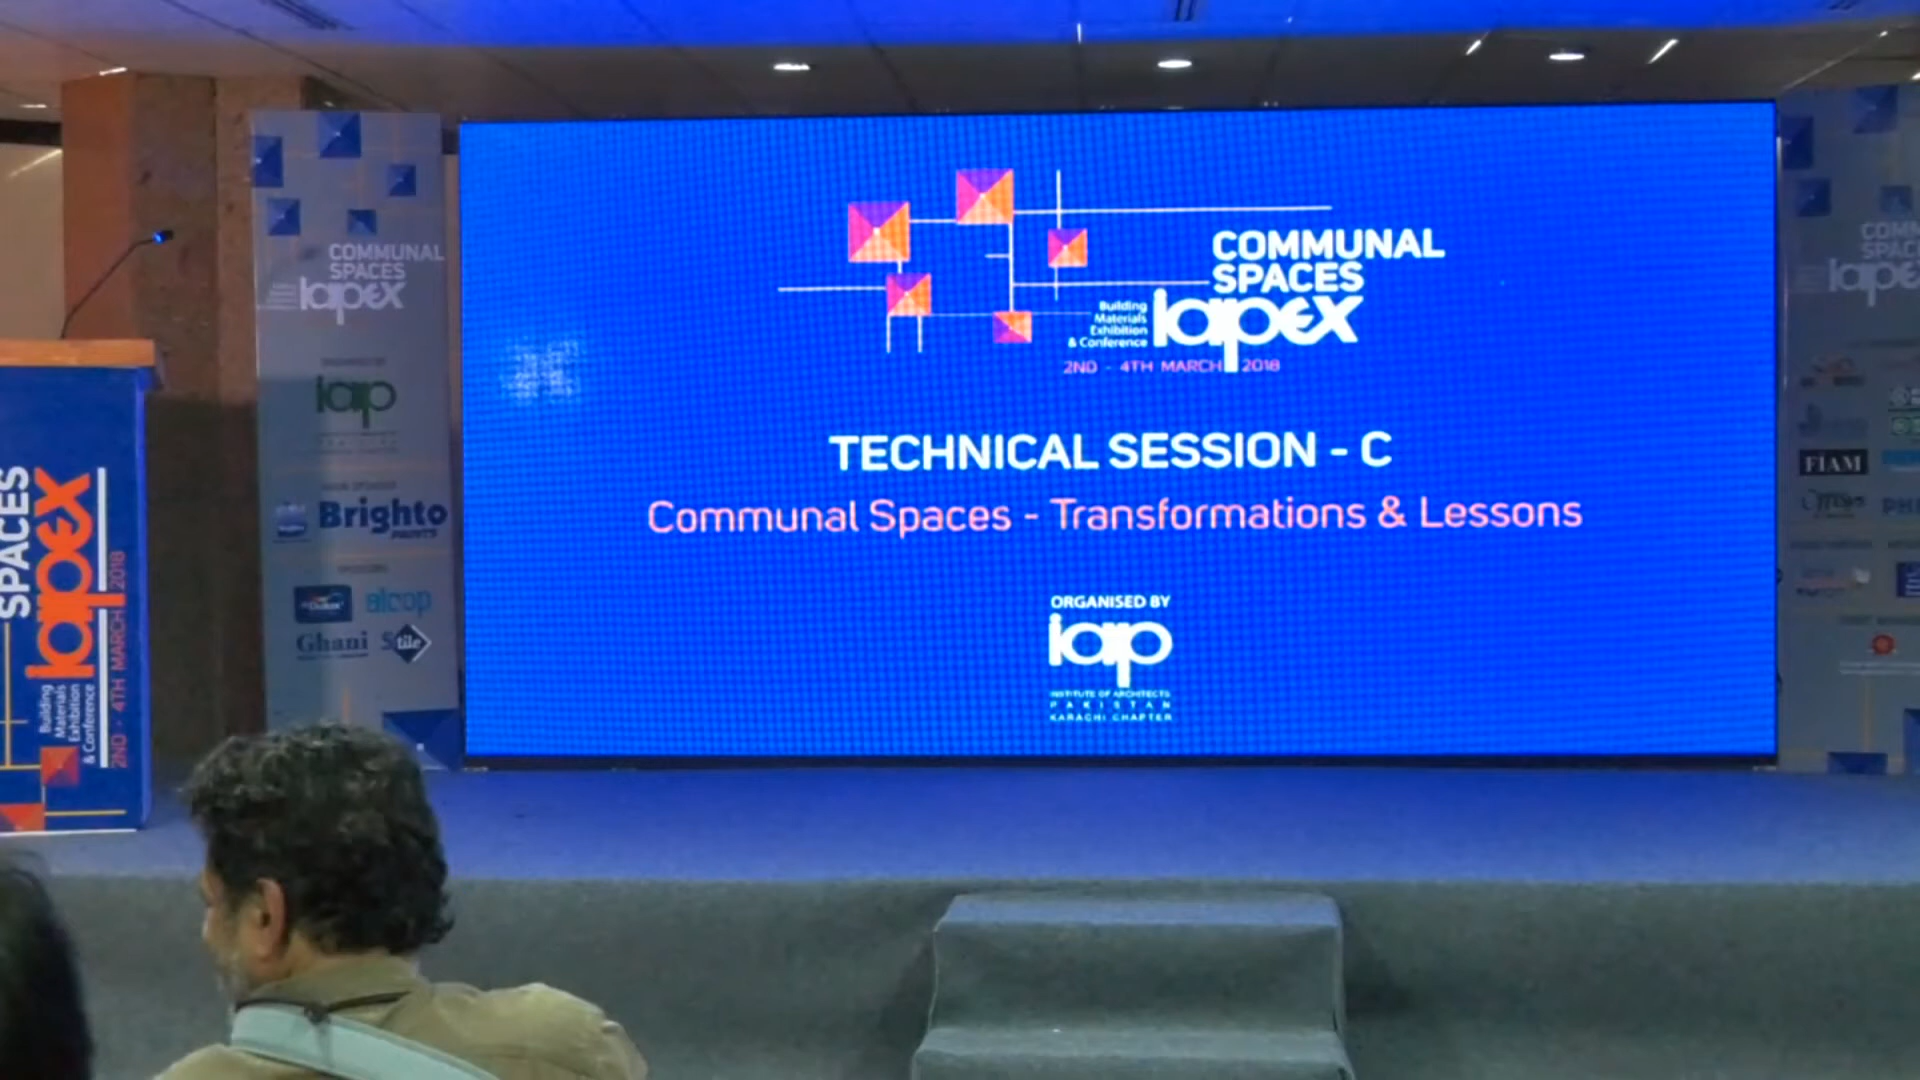 COMMUNAL
SPACES
Building
Materials
Exhibition
& Conference
iapex
2ND - 4TH MARCH 2018
TECHNICAL SESSION - C
Communal Spaces - Transformations & Lessons
ORGANISED BY
iap
INSTITUTE OF ARCHITECTS
PAKISTAN
KARACHI CHAPTER
COMMUNAL
SPACES
iapex
iap
Brighto
PAINTS
Ghani
tile
SPACES
iapex
Building
Materials
Exhibition
& Conference
2ND - 4TH MARCH 2018
FIAM